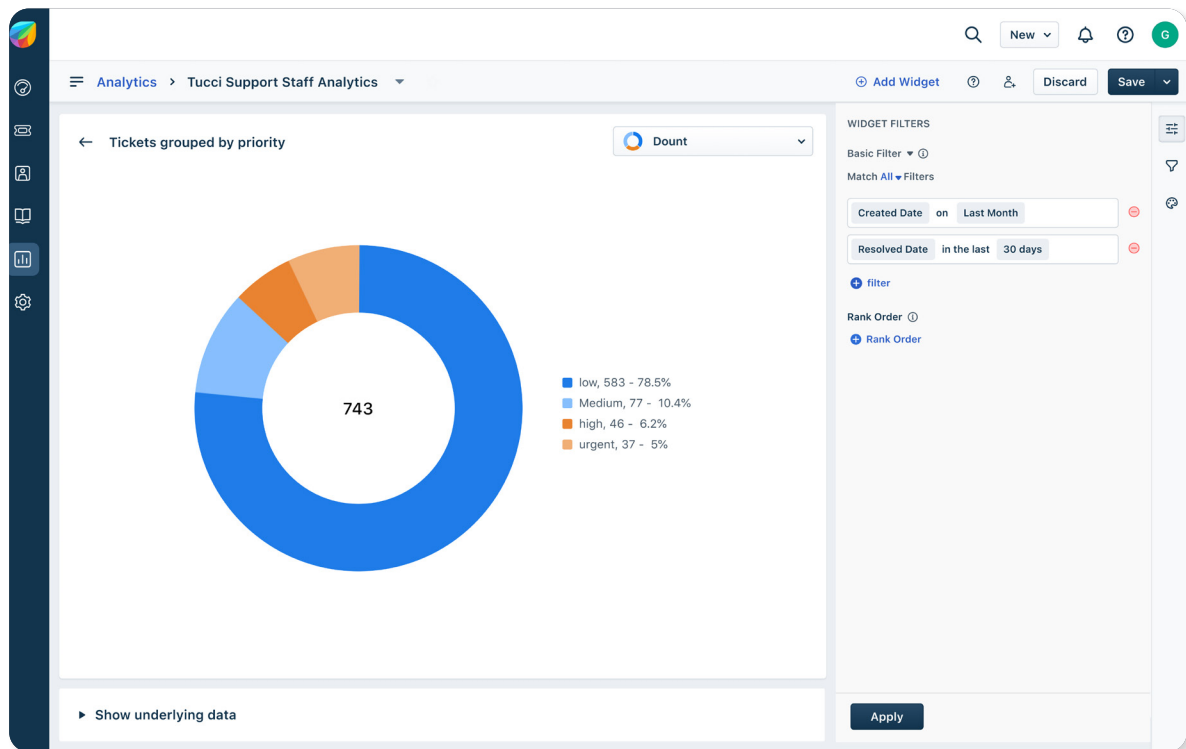 New
G
Analytics > Tucci Support Staff Analytics
Add Widget
Discard
Save
Tickets grouped by priority
Dount
743
low, 583 - 78.5%
Medium, 77 - 10.4%
high, 46 - 6.2%
urgent, 37 - 5%
Show underlying data
WIDGET FILTERS
Basic Filter
Match All Filters
Created Date on Last Month
Resolved Date in the last 30 days
filter
Rank Order
Rank Order
Apply